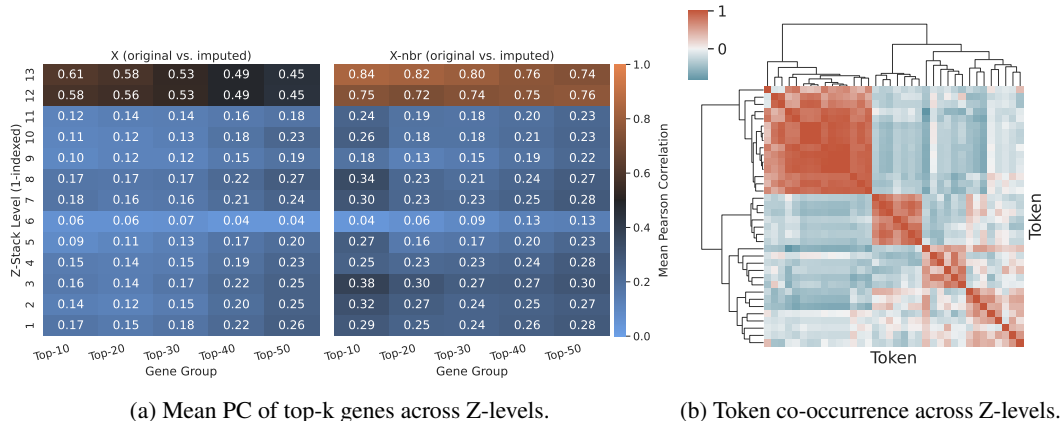 X (original vs. imputed)
X-nbr (original vs. imputed)
Z-Stack Level (1-indexed)
13 0.61 0.58 0.53 0.49 0.45 0.84 0.82 0.80 0.76 0.74
12 0.58 0.56 0.53 0.49 0.45 0.75 0.72 0.74 0.75 0.76
11 0.12 0.14 0.14 0.16 0.18 0.24 0.19 0.18 0.20 0.23
10 0.11 0.12 0.13 0.18 0.23 0.26 0.18 0.18 0.21 0.23
9 0.10 0.12 0.12 0.15 0.19 0.18 0.13 0.15 0.19 0.22
8 0.17 0.17 0.17 0.22 0.27 0.34 0.23 0.21 0.24 0.27
7 0.18 0.16 0.16 0.21 0.24 0.30 0.23 0.23 0.25 0.28
6 0.06 0.06 0.07 0.04 0.04 0.04 0.06 0.09 0.13 0.13
5 0.09 0.11 0.13 0.17 0.20 0.27 0.16 0.17 0.20 0.23
4 0.15 0.14 0.15 0.19 0.23 0.25 0.23 0.23 0.24 0.28
3 0.16 0.14 0.17 0.22 0.25 0.38 0.30 0.27 0.27 0.30
2 0.14 0.12 0.15 0.20 0.25 0.32 0.27 0.24 0.25 0.27
1 0.17 0.15 0.18 0.22 0.26 0.29 0.25 0.24 0.26 0.28
Top-10 Top-20 Top-30 Top-40 Top-50
Top-10 Top-20 Top-30 Top-40 Top-50
Gene Group
Gene Group
1.0
0.8
0.6
0.4
0.2
0.0
Mean Pearson Correlation
(a) Mean PC of top-k genes across Z-levels.
1
0
Token
Token
(b) Token co-occurrence across Z-levels.